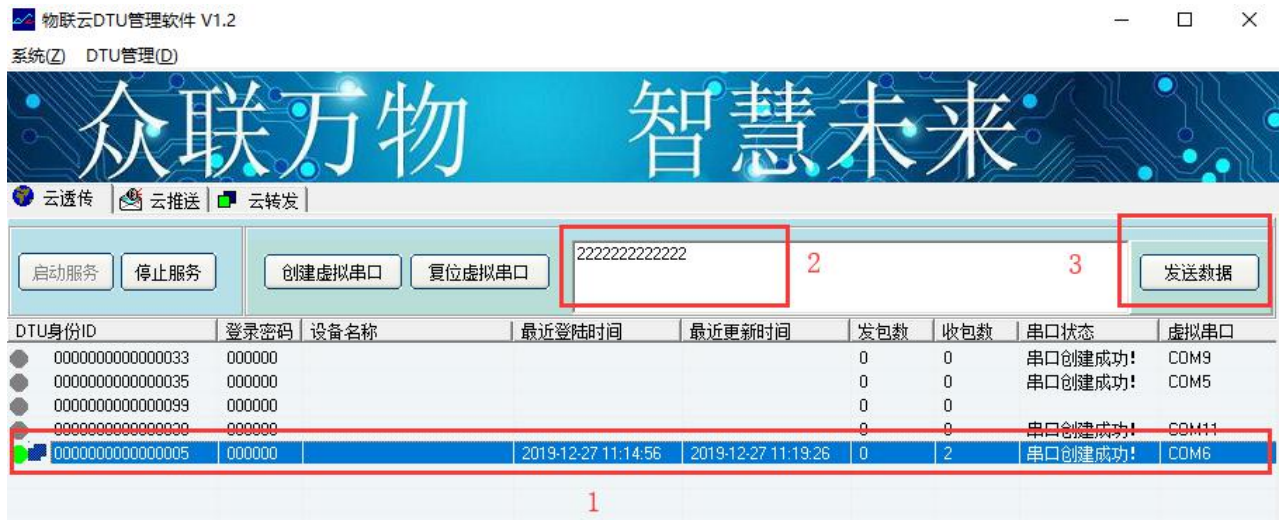 物联云DTU管理软件 V1.2
系统(Z) DTU管理(D)
众联万物 智慧未来
云透传 云推送 云转发
启动服务 停止服务 创建虚拟串口 复位虚拟串口 2222222222222 2 3 发送数据
DTU身份ID 登录密码 设备名称 最近登陆时间 最近更新时间 发包数 收包数 串口状态 虚拟串口
0000000000000033 000000 0 0 串口创建成功! COM9
0000000000000035 000000 0 0 串口创建成功! COM5
0000000000000099 000000 0 0
000000 0 0 串口创建成功! COM11
0000000000000005 000000 2019-12-27 11:14:56 2019-12-27 11:19:26 0 2 串口创建成功! COM6
1